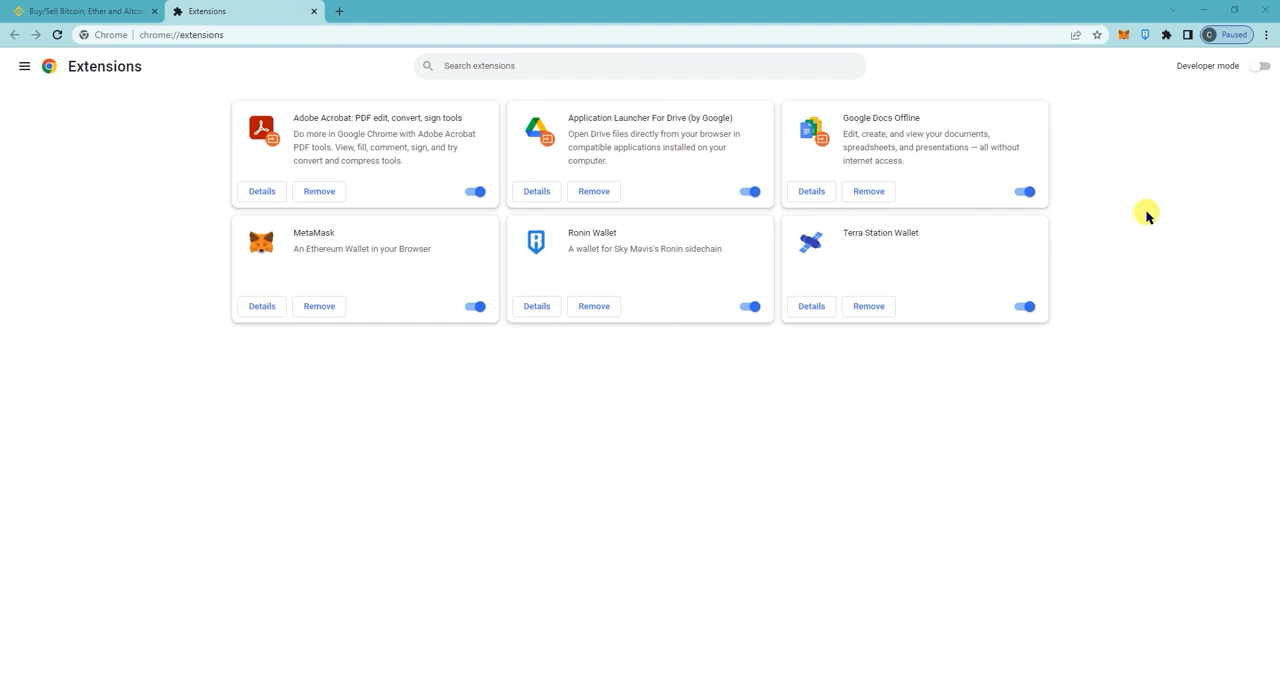 Buy/Sell Bitcoin, Ether and Altco
Extensions
Chrome
chrome://extensions
C
Paused
Extensions
Search extensions
Developer mode
Adobe Acrobat: PDF edit, convert, sign tools
Do more in Google Chrome with Adobe Acrobat
PDF tools. View, fill, comment, sign, and try
convert and compress tools.
Details
Remove
Application Launcher For Drive (by Google)
Open Drive files directly from your browser in
compatible applications installed on your
computer.
Details
Remove
Google Docs Offline
Edit, create, and view your documents,
spreadsheets, and presentations — all without
internet access.
Details
Remove
MetaMask
An Ethereum Wallet in your Browser
Details
Remove
Ronin Wallet
A wallet for Sky Mavis's Ronin sidechain
Details
Remove
Terra Station Wallet
Details
Remove